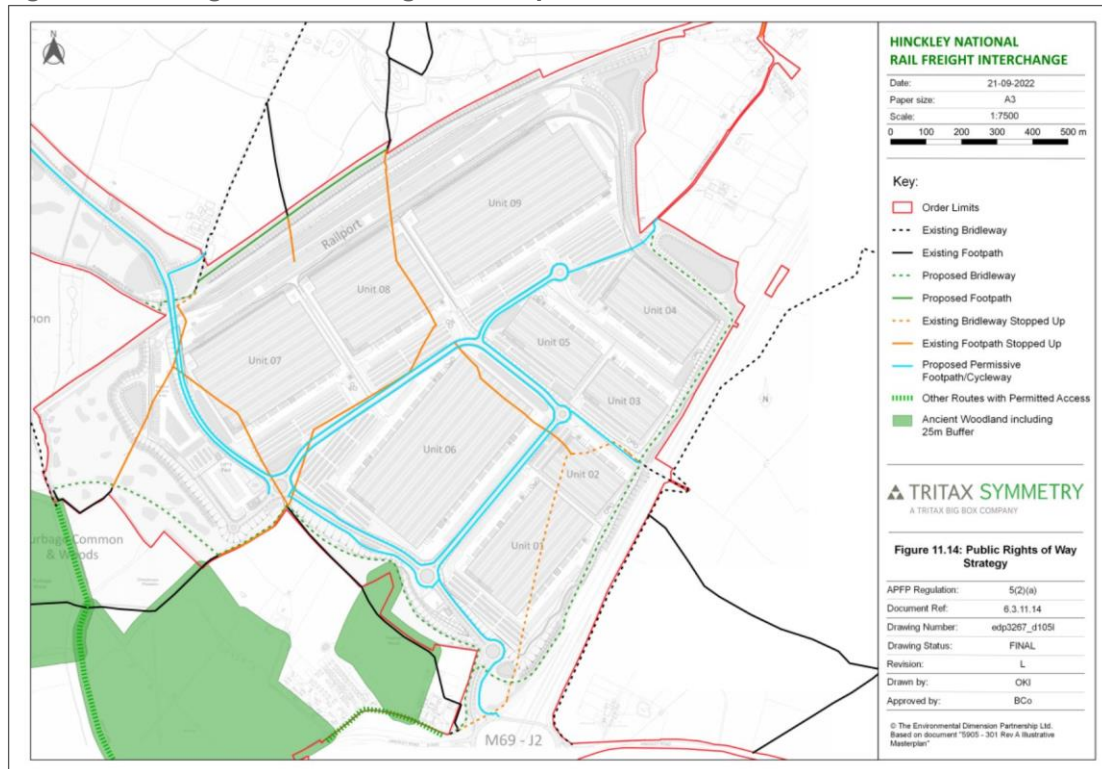 N
HINCKLEY NATIONAL
RAIL FREIGHT INTERCHANGE
Date: 21-09-2022
Paper size: A3
Scale: 1:7500
0 100 200 300 400 500 m
Key:
Order Limits
Existing Bridleway
Existing Footpath
Proposed Bridleway
Proposed Footpath
Existing Bridleway Stopped Up
Existing Footpath Stopped Up
Proposed Permissive
Footpath/Cycleway
Other Routes with Permitted Access
Ancient Woodland including
25m Buffer
TRITAX SYMMETRY
A TRITAX BIG BOX COMPANY
Figure 11.14: Public Rights of Way
Strategy
APFP Regulation: 5(2)(a)
Document Ref: 6.3.11.14
Drawing Number: edp3267_d105l
Drawing Status: FINAL
Revision: L
Drawn by: OKI
Approved by: BCo
© The Environmental Dimension Partnership Ltd.
Based on document "5905 - 301 Rev A Illustrative
Masterplan"
Unit 09
Railport
Unit 08
Unit 04
Unit 07
Unit 05
Unit 03
Unit 06
Unit 02
Unit 01
Common
& Woods
M69 - J2
N